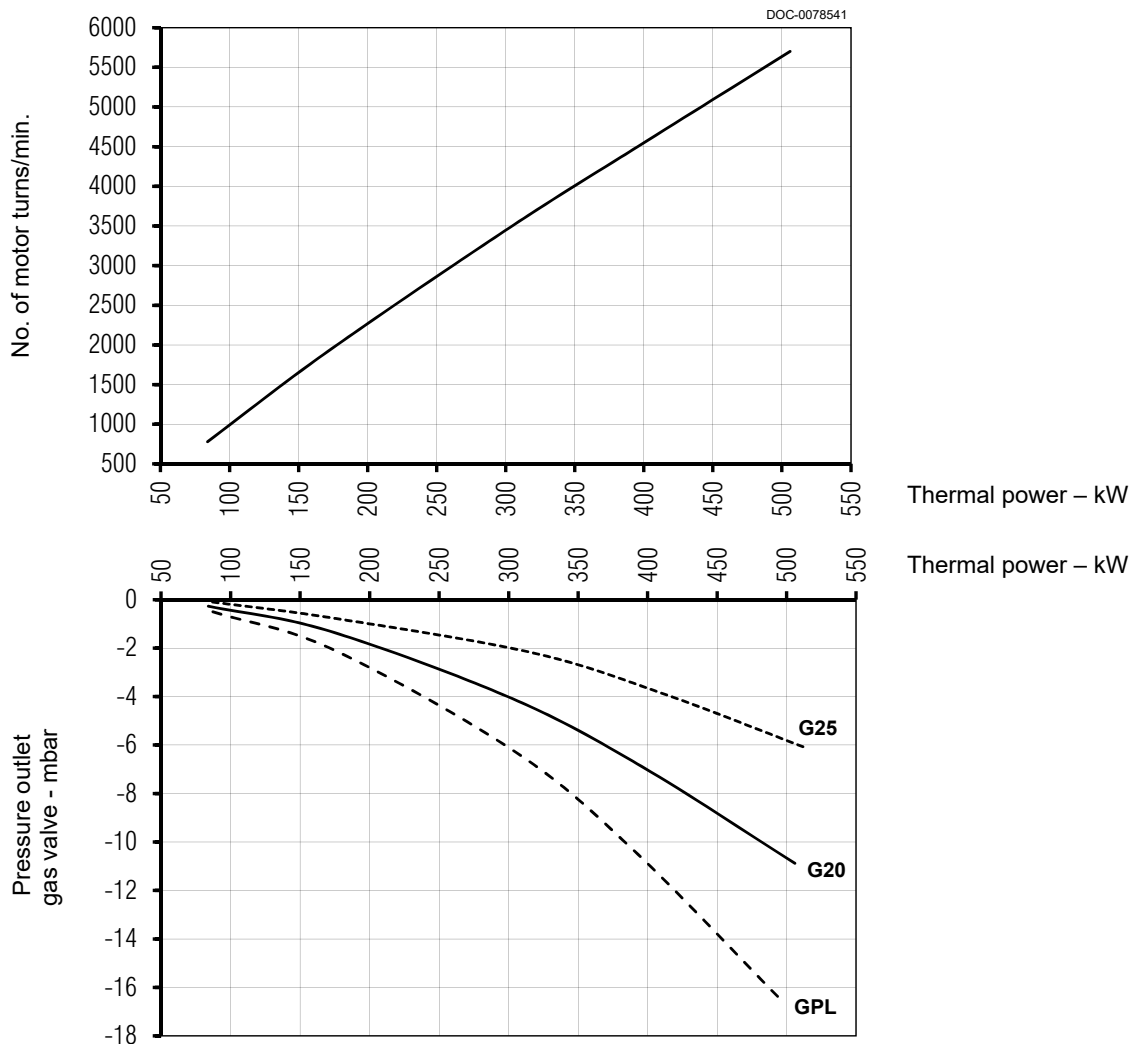 DOC-0078541
6000
5500
5000
4500
4000
3500
3000
2500
2000
1500
1000
500
No. of motor turns/min.
50 100 150 200 250 300 350 400 450 500 550
Thermal power – kW
50 100 150 200 250 300 350 400 450 500 550
Thermal power – kW
0
-2
-4
-6
-8
-10
-12
-14
-16
-18
Pressure outlet
gas valve - mbar
G25
G20
GPL